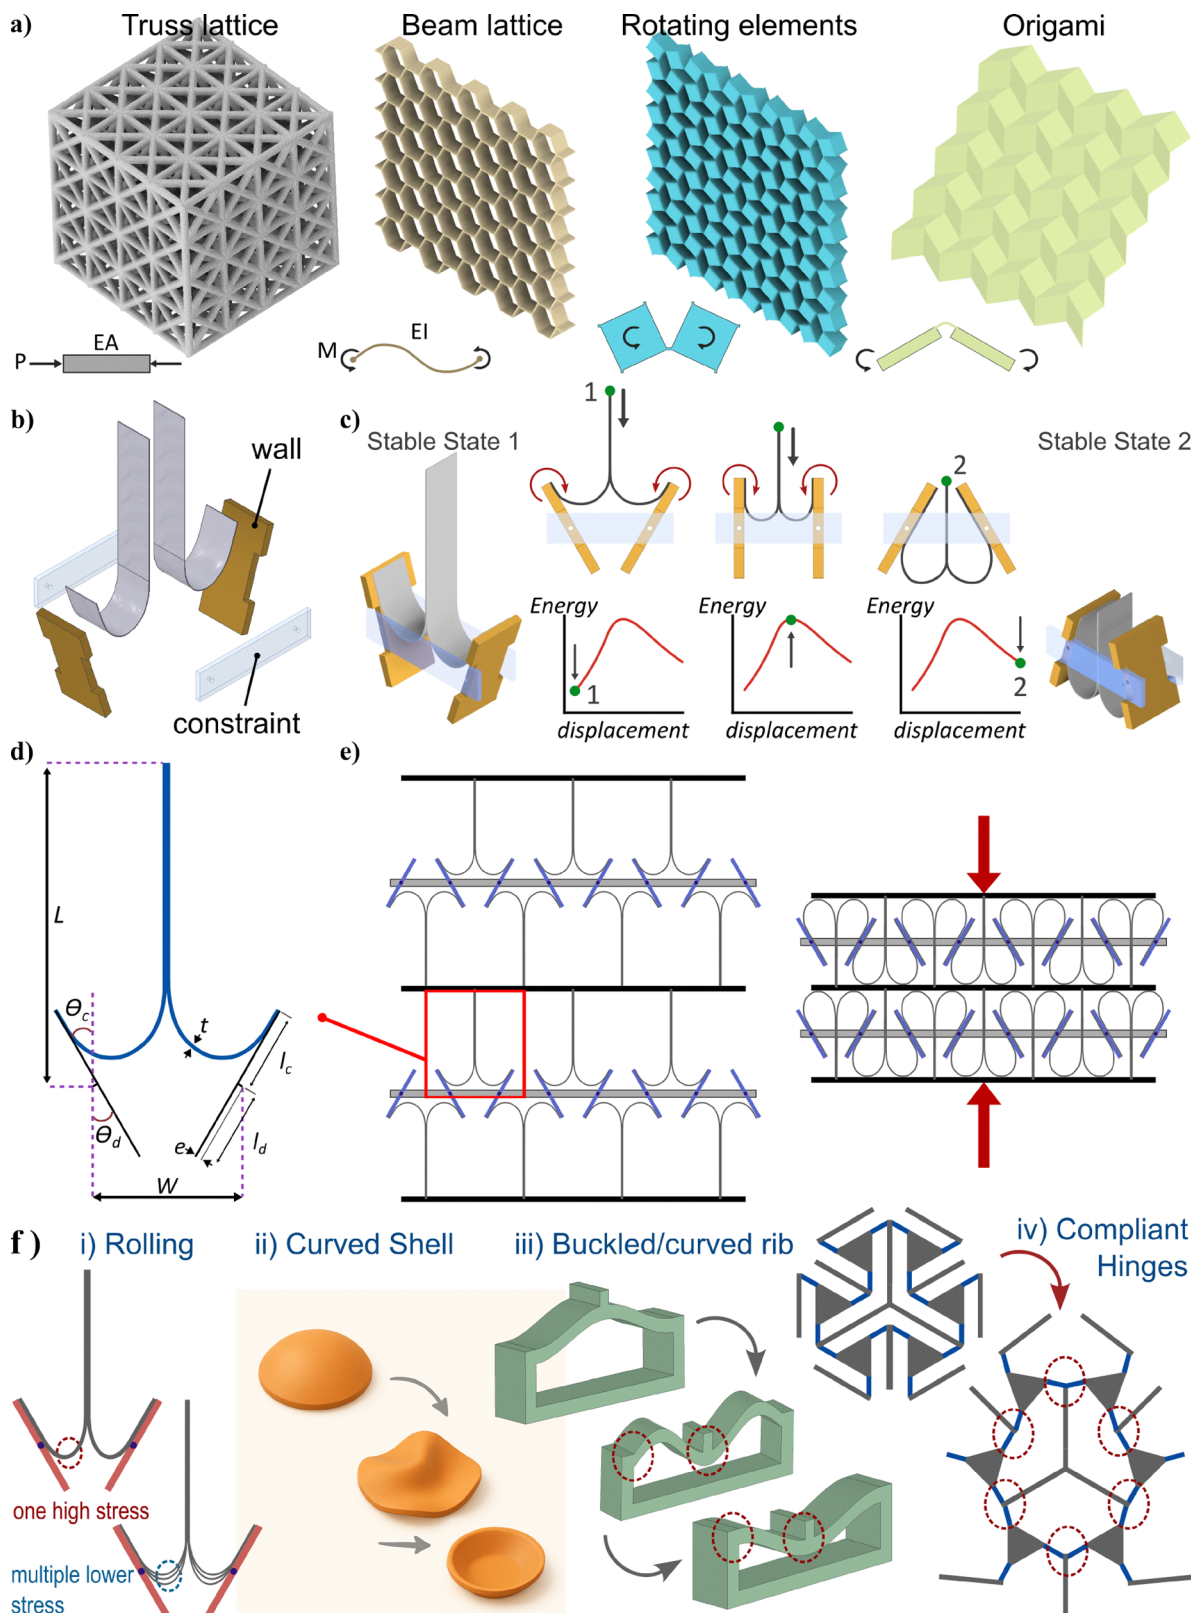 a) Truss lattice Beam lattice Rotating elements Origami
P EA
M EI
b) wall
constraint
c) Stable State 1 1 2 Stable State 2
Energy Energy Energy
1 2
displacement displacement displacement
d)
L
θc t lc
θd e ld
W
e)
f ) i) Rolling ii) Curved Shell iii) Buckled/curved rib iv) Compliant
Hinges
one high stress
multiple lower
stress